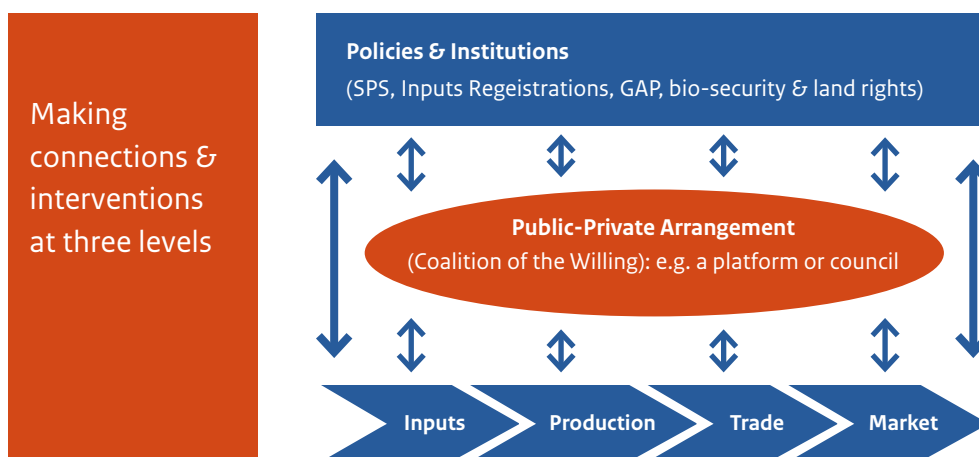 Making
connections &
interventions
at three levels
Policies & Institutions
(SPS, Inputs Regeistrations, GAP, bio-security & land rights)
Public-Private Arrangement
(Coalition of the Willing): e.g. a platform or council
Inputs
Production
Trade
Market